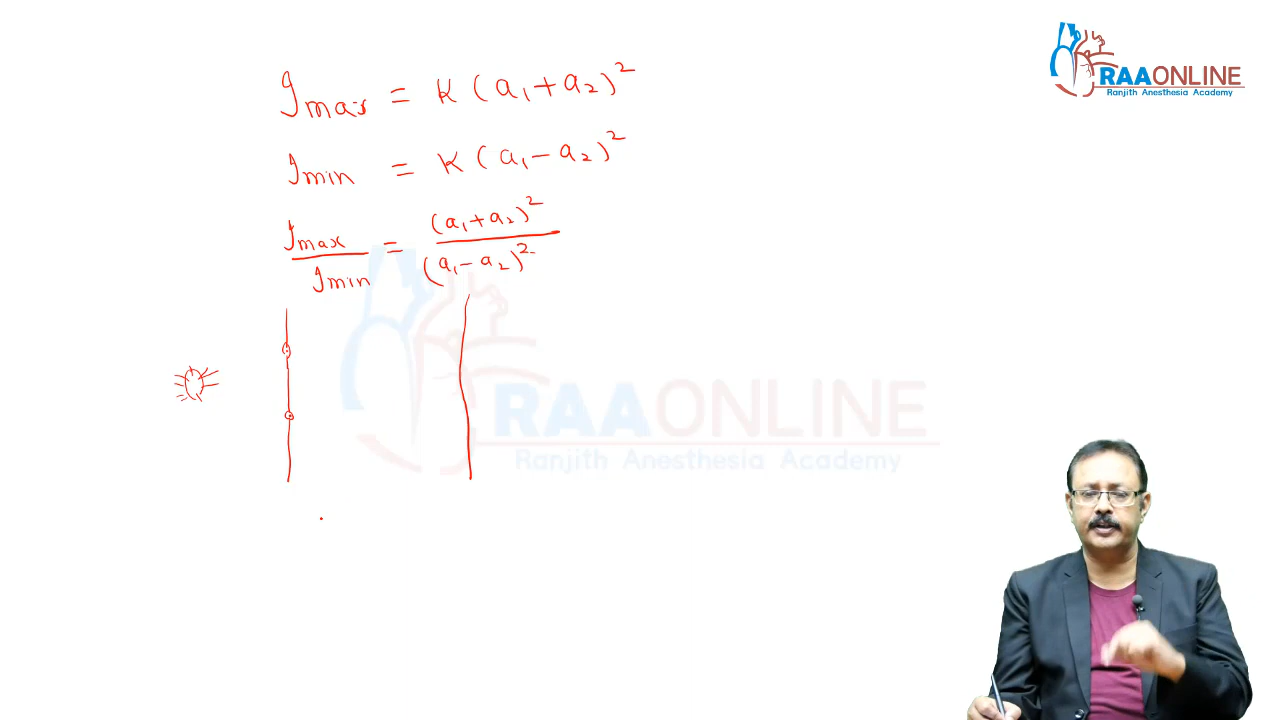 RAAONLINE
Ranjith Anesthesia Academy
Imax = K (a₁ + a₂)²
Imin = K (a₁ − a₂)²
Imax / Imin = (a₁ + a₂)² / (a₁ − a₂)²
RAAONLINE
Ranjith Anesthesia Academy